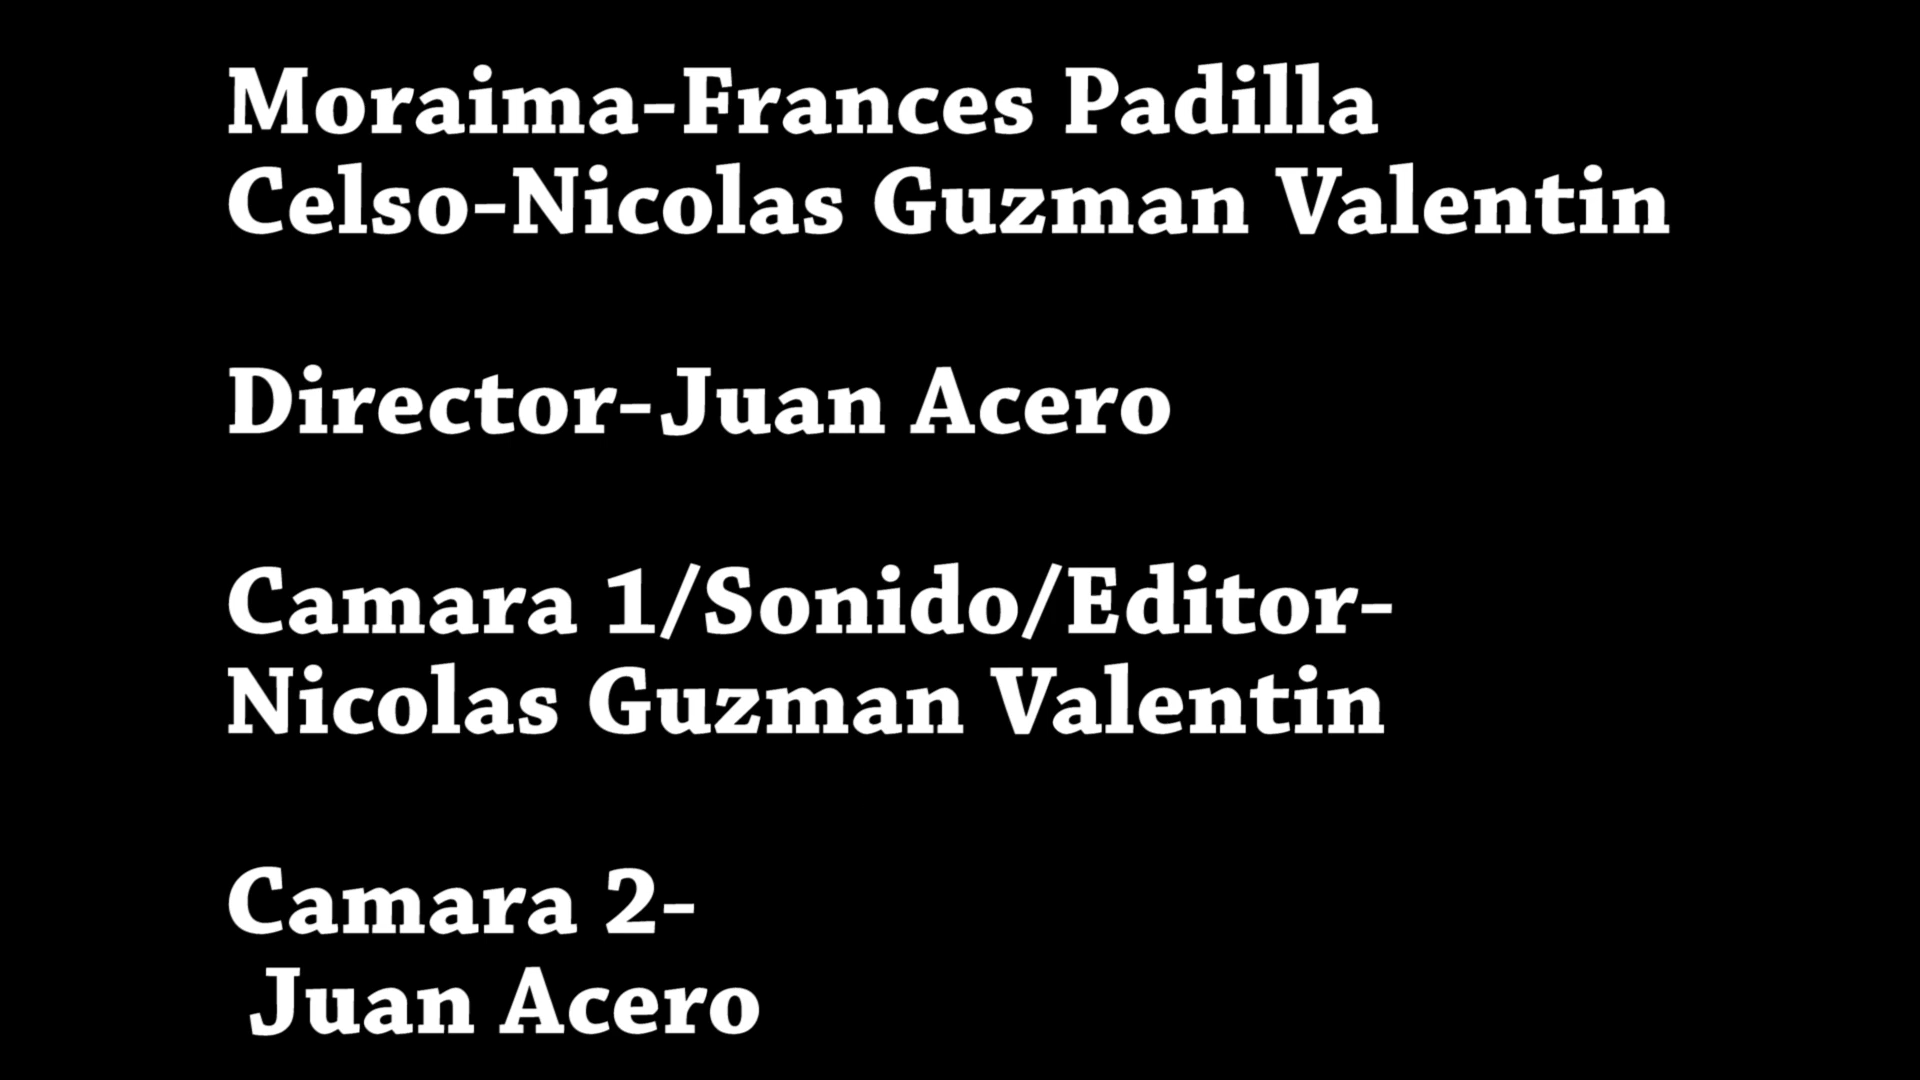 Moraima-Frances Padilla
Celso-Nicolas Guzman Valentin
Director-Juan Acero
Camara 1/Sonido/Editor-
Nicolas Guzman Valentin
Camara 2-
Juan Acero